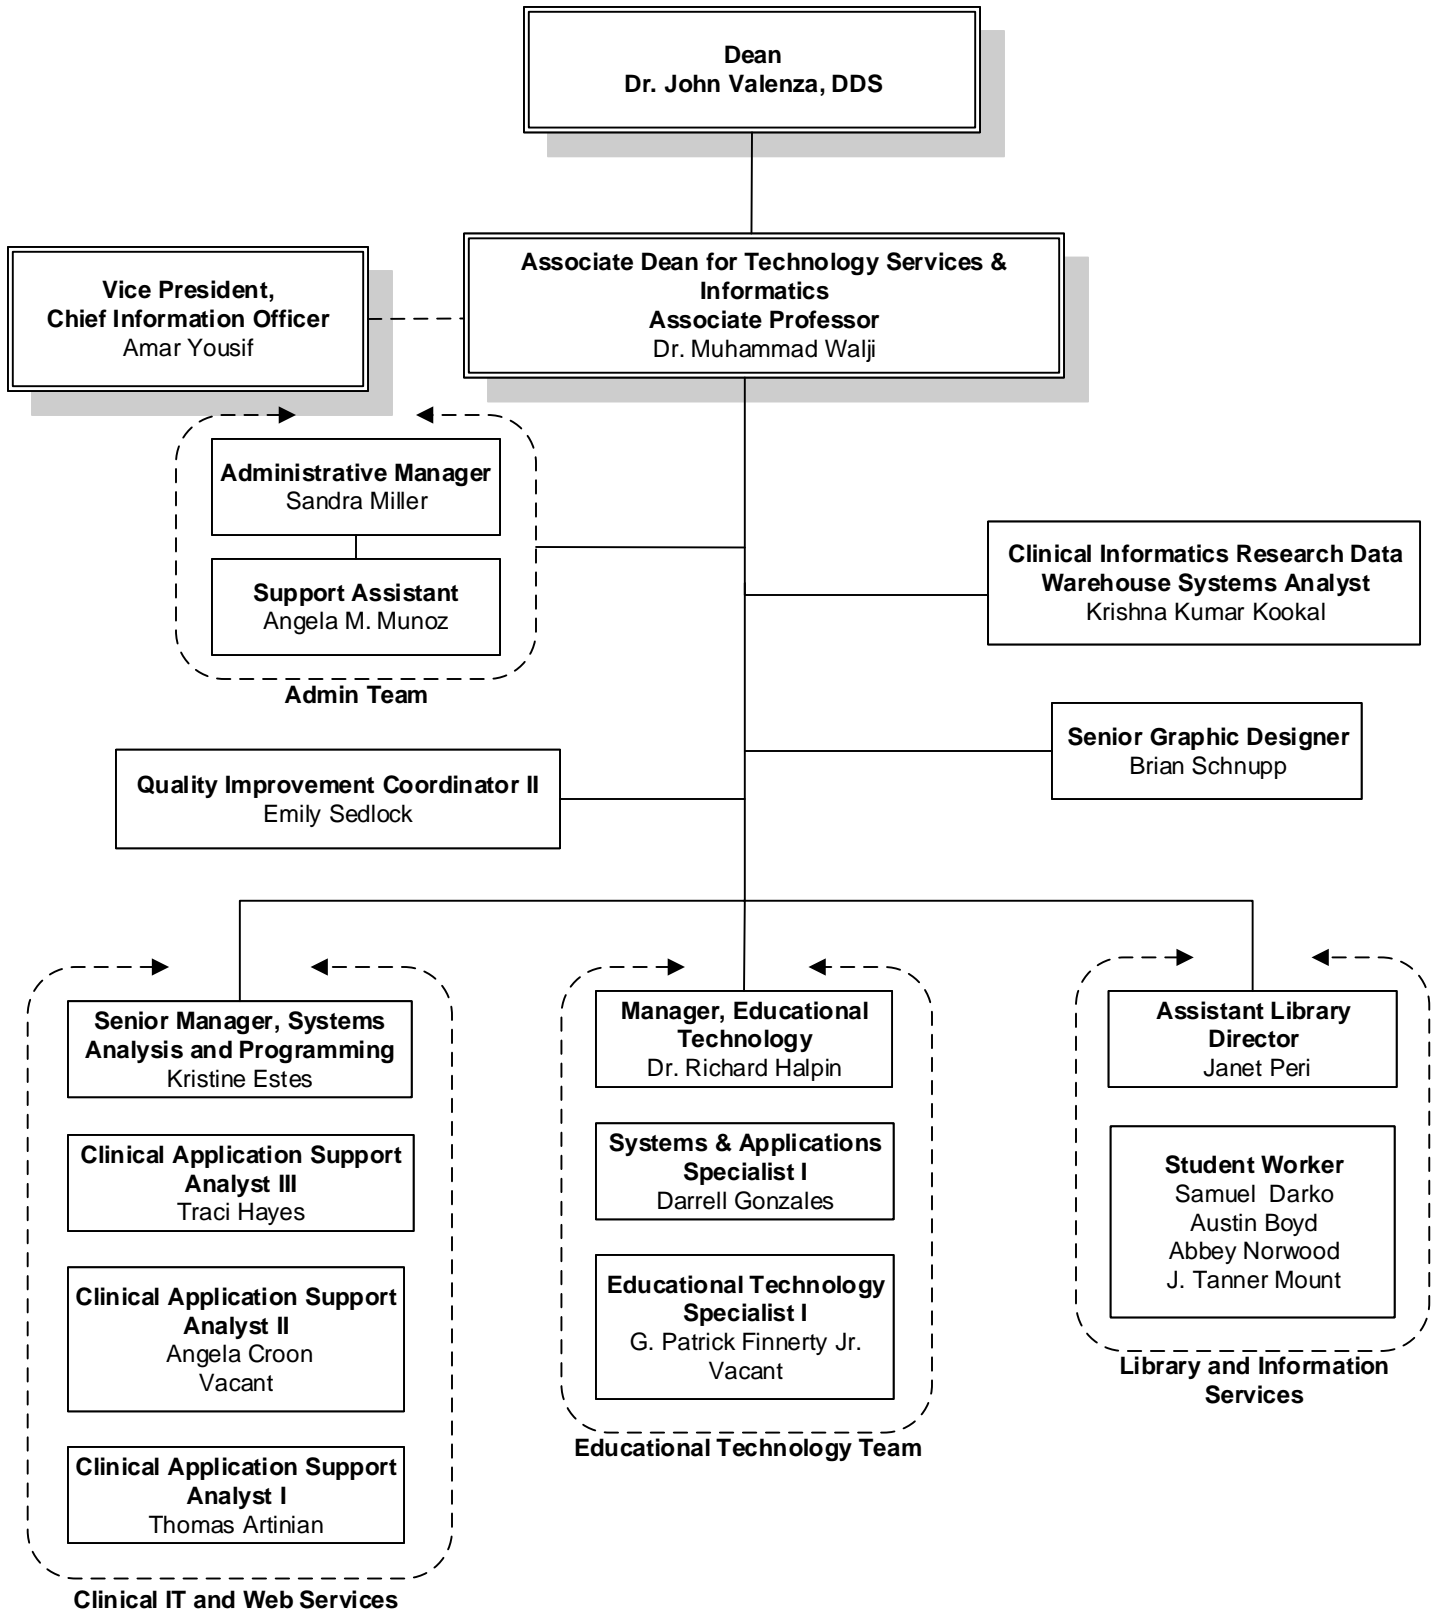 Dean
Dr. John Valenza, DDS
Associate Dean for Technology Services &
Informatics
Associate Professor
Dr. Muhammad Walji
Vice President,
Chief Information Officer
Amar Yousif
Administrative Manager
Sandra Miller
Support Assistant
Angela M. Munoz
Admin Team
Clinical Informatics Research Data
Warehouse Systems Analyst
Krishna Kumar Kookal
Senior Graphic Designer
Brian Schnupp
Quality Improvement Coordinator II
Emily Sedlock
Senior Manager, Systems
Analysis and Programming
Kristine Estes
Clinical Application Support
Analyst III
Traci Hayes
Clinical Application Support
Analyst II
Angela Croon
Vacant
Clinical Application Support
Analyst I
Thomas Artinian
Clinical IT and Web Services
Manager, Educational
Technology
Dr. Richard Halpin
Systems & Applications
Specialist I
Darrell Gonzales
Educational Technology
Specialist I
G. Patrick Finnerty Jr.
Vacant
Educational Technology Team
Assistant Library
Director
Janet Peri
Student Worker
Samuel  Darko
Austin Boyd
Abbey Norwood
J. Tanner Mount
Library and Information
Services